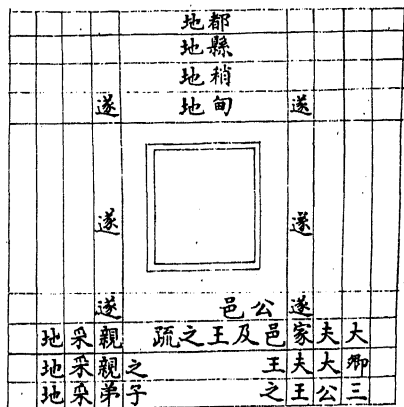 都地
縣地
稍地
遂 甸地 遂
遂 遂
遂 公邑 遂
大夫家邑及王之疏親采地
卿大夫王之親采地
三公王之子弟采地